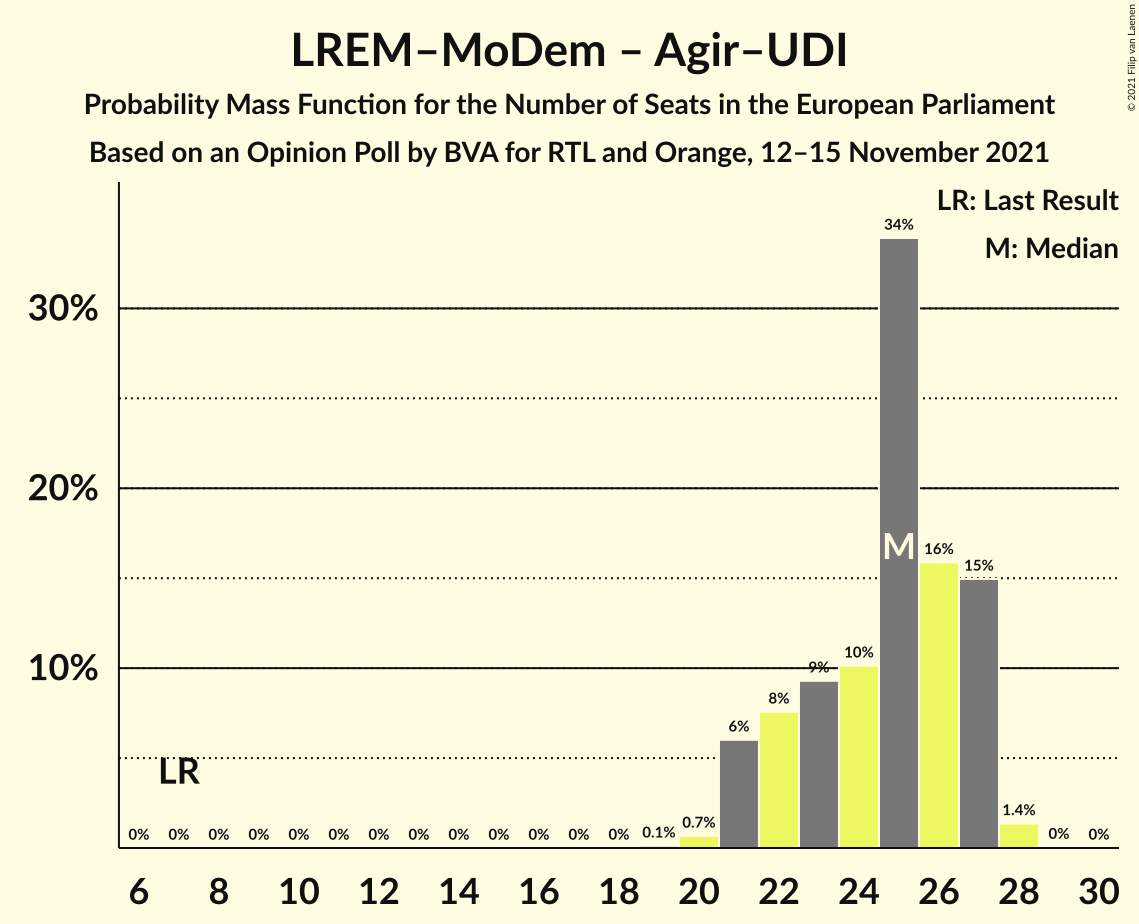 LREM–MoDem – Agir–UDI
Probability Mass Function for the Number of Seats in the European Parliament
Based on an Opinion Poll by BVA for RTL and Orange, 12–15 November 2021
© 2021 Filip van Laenen
LR: Last Result
M: Median
34%
30%
20%
M
16%
15%
10%
9%
10%
8%
6%
LR
1.4%
0.7%
0% 0% 0% 0% 0% 0% 0% 0% 0% 0% 0% 0% 0% 0.1% 0% 0%
6 8 10 12 14 16 18 20 22 24 26 28 30